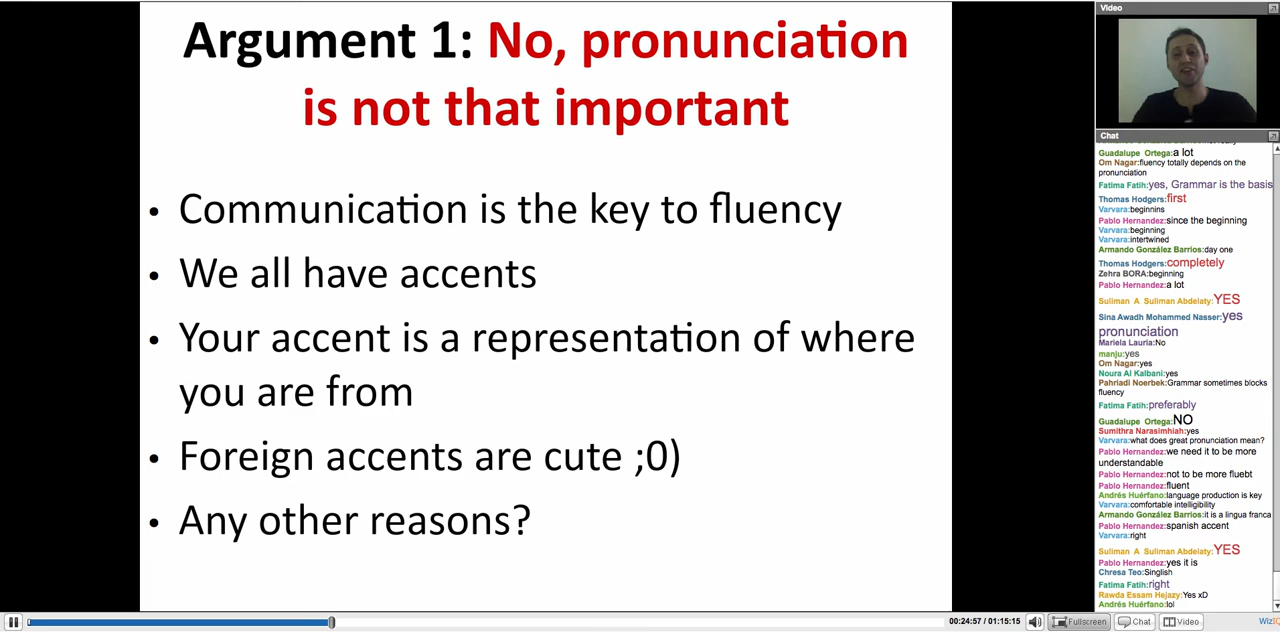 Argument 1: No, pronunciation
is not that important
• Communication is the key to fluency
• We all have accents
• Your accent is a representation of where
you are from
• Foreign accents are cute ;0)
• Any other reasons?
Video
Chat
Guadalupe Ortega:a lot
Om Nagar:fluency totally depends on the
pronunciation
Fatima Fatih:yes, Grammar is the basis
Thomas Hodgers:first
Varvara:beginnins
Pablo Hernandez:since the beginning
Varvara:beginning
Varvara:intertwined
Armando González Barrios:day one
Thomas Hodgers:completely
Zehra BORA:beginning
Pablo Hernandez:a lot
Suliman A Suliman Abdelaty:YES
Sina Awadh Mohammed Nasser:yes
pronunciation
Mariela Lauria:No
manju:yes
Om Nagar:yes
Noura Al Kalbani:yes
Pahriadi Noerbek:Grammar sometimes blocks
fluency
Fatima Fatih:preferably
Guadalupe Ortega:NO
Sumithra Narasimhiah:yes
Varvara:what does great pronunciation mean?
Pablo Hernandez:we need it to be more
understandable
Pablo Hernandez:not to be more fluebt
Pablo Hernandez:fluent
Andrés Huérfano:language production is key
Varvara:comfortable intelligibility
Armando González Barrios:it is a lingua franca
Pablo Hernandez:spanish accent
Varvara:right
Suliman A Suliman Abdelaty:YES
Pablo Hernandez:yes it is
Chresa Teo:Singlish
Fatima Fatih:right
Rawda Essam Hejazy:Yes xD
Andrés Huérfano:lol
00:24:57 / 01:15:15
Fullscreen
Chat
Video
WizIQ